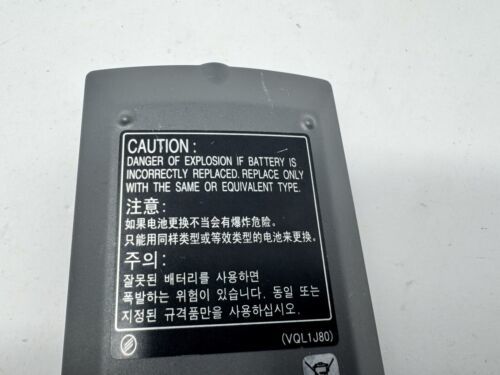 CAUTION:
DANGER OF EXPLOSION IF BATTERY IS
INCORRECTLY REPLACED. REPLACE ONLY
WITH THE SAME OR EQUIVALENT TYPE.
注意:
如果电池更换不当会有爆炸危险。
只能用同样类型或等效类型的电池来更换。
주의:
잘못된 배터리를 사용하면
폭발하는 위험이 있습니다. 동일 또는
지정된 규격품만을 사용하십시오.
(VQL1J80)